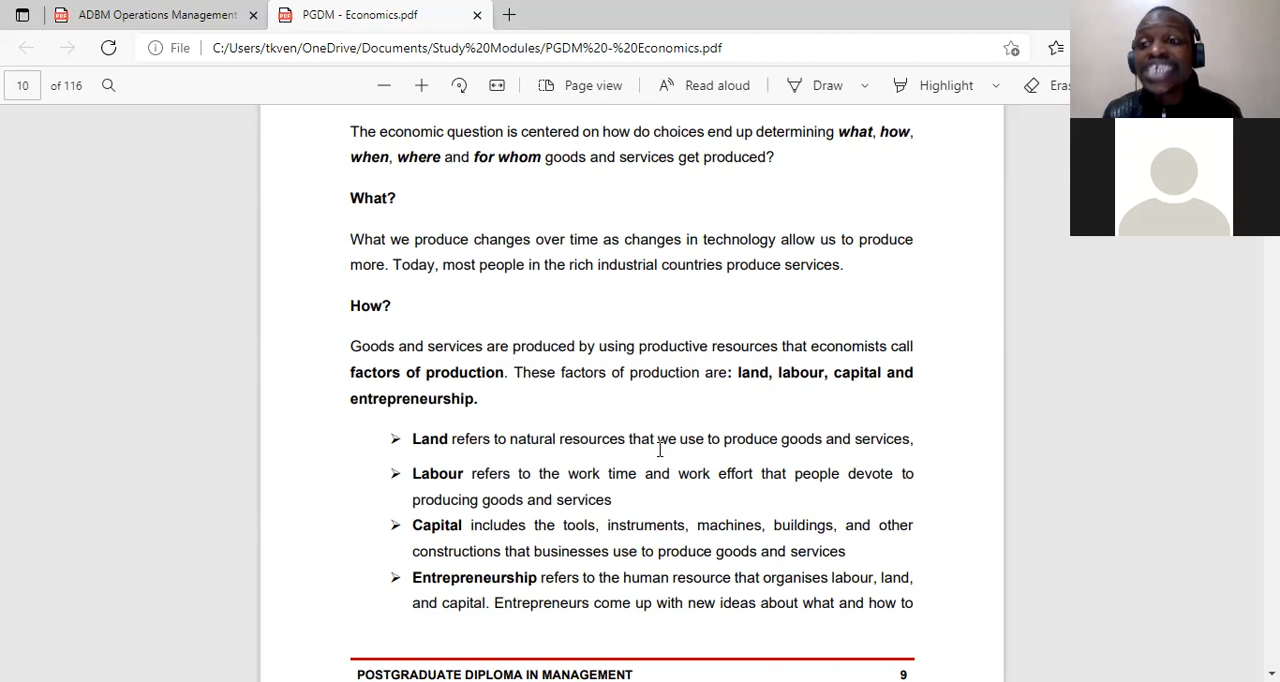 ADBM Operations Management
PGDM - Economics.pdf
File
C:/Users/tkven/OneDrive/Documents/Study%20Modules/PGDM%20-%20Economics.pdf
10 of 116
Page view
Read aloud
Draw
Highlight
Eras
The economic question is centered on how do choices end up determining what, how,
when, where and for whom goods and services get produced?
What?
What we produce changes over time as changes in technology allow us to produce
more. Today, most people in the rich industrial countries produce services.
How?
Goods and services are produced by using productive resources that economists call
factors of production. These factors of production are: land, labour, capital and
entrepreneurship.
➢ Land refers to natural resources that we use to produce goods and services,
➢ Labour refers to the work time and work effort that people devote to
producing goods and services
➢ Capital includes the tools, instruments, machines, buildings, and other
constructions that businesses use to produce goods and services
➢ Entrepreneurship refers to the human resource that organises labour, land,
and capital. Entrepreneurs come up with new ideas about what and how to
POSTGRADUATE DIPLOMA IN MANAGEMENT 9